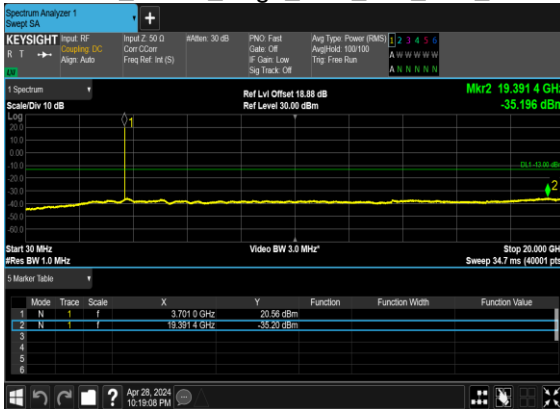 Spectrum Analyzer 1
Swept SA
KEYSIGHT Input: RF Input Z: 50 Ω #Atten: 30 dB PNO: Fast Avg Type: Power (RMS) 1 2 3 4 5 6
R T Coupling: DC Corr CCorr Gate: Off Avg|Hold: 100/100 A W W W W W
Align: Auto Freq Ref: Int (S) IF Gain: Low Trig: Free Run
Sig Track: Off A N N N N N
1 Spectrum Ref Lvl Offset 18.88 dB Mkr2 19.391 4 GHz
Scale/Div 10 dB Ref Level 30.00 dBm -35.196 dBm
Log
20.0 1
10.0
0.00
-10.0 DL1 -13.00 dBm
-20.0
-30.0 2
-40.0
-50.0
-60.0
Start 30 MHz Video BW 3.0 MHz* Stop 20.000 GHz
#Res BW 1.0 MHz Sweep 34.7 ms (40001 pts)
5 Marker Table
Mode Trace Scale X Y Function Function Width Function Value
1 N 1 f 3.701 0 GHz 20.56 dBm
2 N 1 f 19.391 4 GHz -35.20 dBm
3
4
5
6
Apr 28, 2024
10:19:08 PM